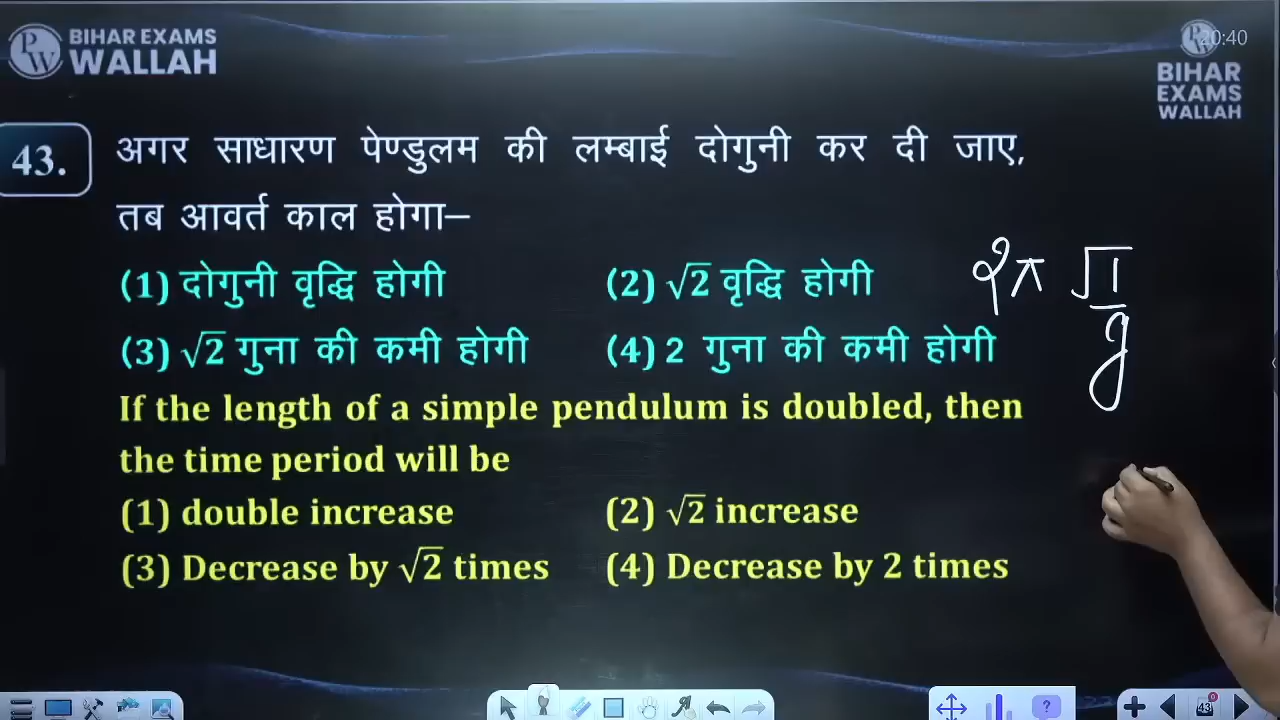 PW BIHAR EXAMS
WALLAH
20:40
BIHAR
EXAMS
WALLAH
43. अगर साधारण पेण्डुलम की लम्बाई दोगुनी कर दी जाए,
तब आवर्त काल होगा–
(1) दोगुनी वृद्धि होगी (2) √2 वृद्धि होगी
(3) √2 गुना की कमी होगी (4) 2 गुना की कमी होगी
2π √l/g
If the length of a simple pendulum is doubled, then
the time period will be
(1) double increase (2) √2 increase
(3) Decrease by √2 times (4) Decrease by 2 times
43